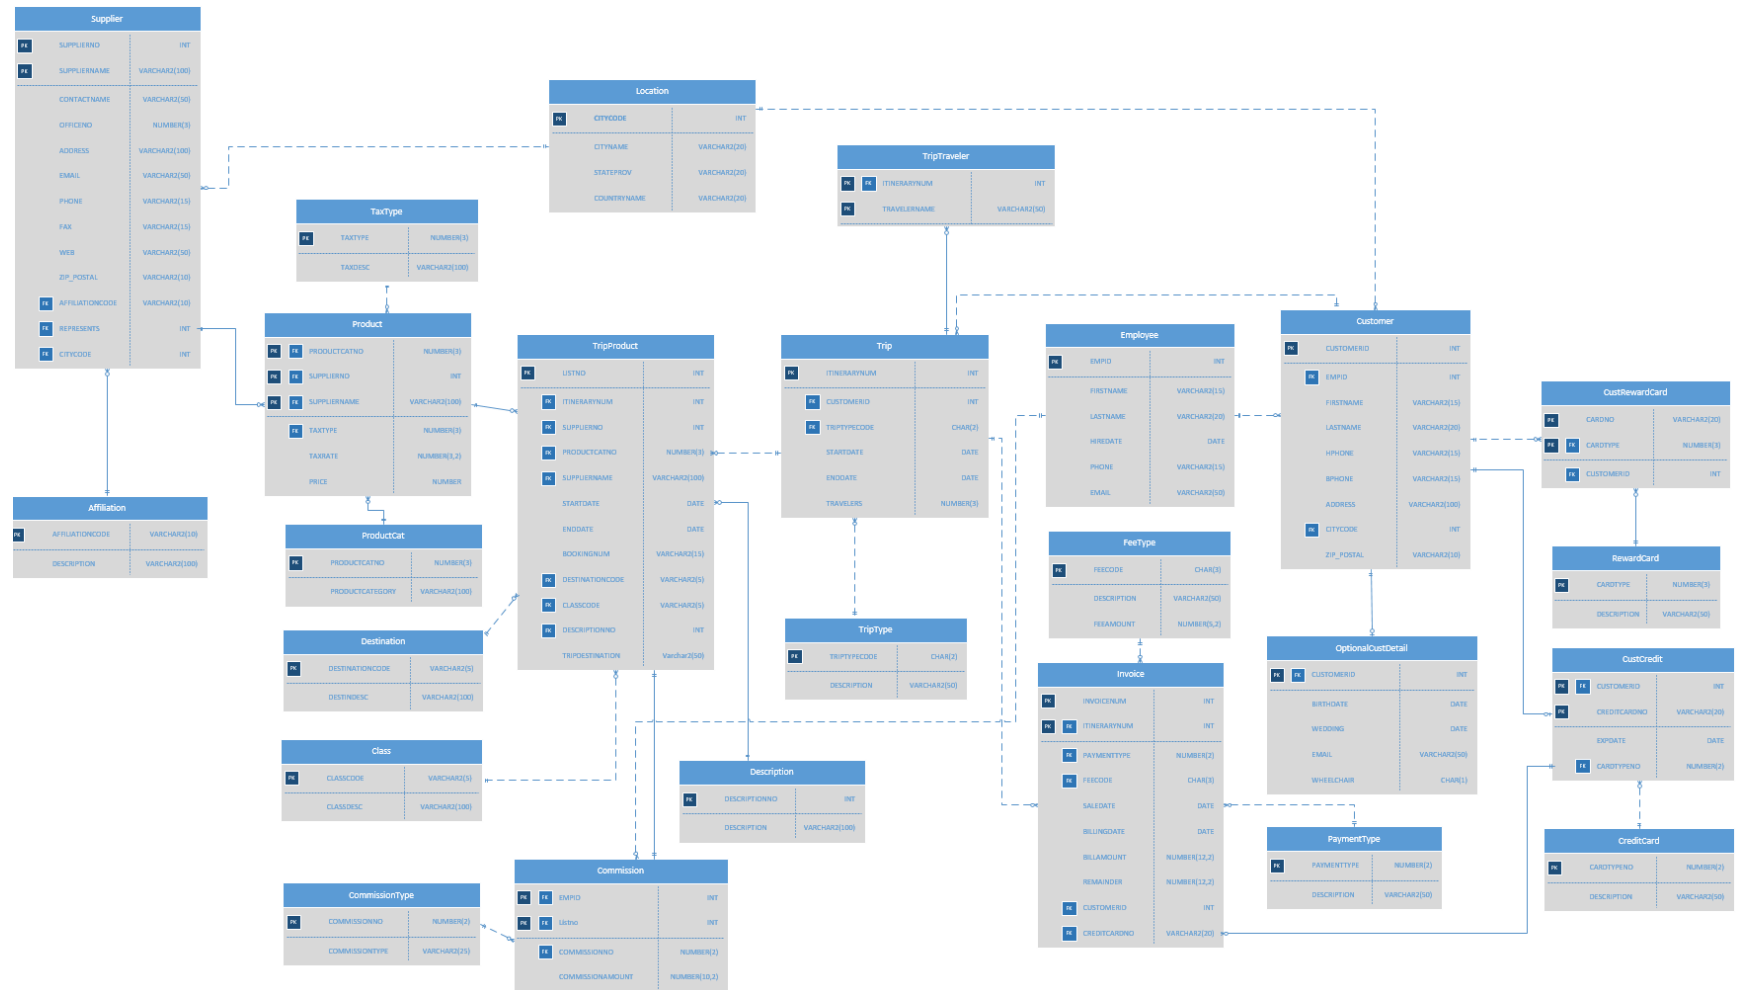 Supplier
PK SUPPLIERNO INT
PK SUPPLIERNAME VARCHAR2(100)
CONTACTNAME VARCHAR2(50)
OFFICENO NUMBER(3)
ADDRESS VARCHAR2(100)
EMAIL VARCHAR2(50)
PHONE VARCHAR2(15)
FAX VARCHAR2(15)
WEB VARCHAR2(50)
ZIP_POSTAL VARCHAR2(10)
FK AFFILIATIONCODE VARCHAR2(10)
FK REPRESENTS INT
FK CITYCODE INT
Location
PK CITYCODE INT
CITYNAME VARCHAR2(20)
STATEPROV VARCHAR2(20)
COUNTRYNAME VARCHAR2(20)
TripTraveler
PK FK ITINERARYNUM INT
PK TRAVELERNAME VARCHAR2(50)
TaxType
PK TAXTYPE NUMBER(3)
TAXDESC VARCHAR2(100)
Product
PK FK PRODUCTCATNO NUMBER(3)
PK FK SUPPLIERNO INT
PK FK SUPPLIERNAME VARCHAR2(100)
FK TAXTYPE NUMBER(3)
TAXRATE NUMBER(3,2)
PRICE NUMBER
TripProduct
PK LISTNO INT
FK ITINERARYNUM INT
FK SUPPLIERNO INT
FK PRODUCTCATNO NUMBER(3)
FK SUPPLIERNAME VARCHAR2(100)
STARTDATE DATE
ENDDATE DATE
BOOKINGNUM VARCHAR2(15)
FK DESTINATIONCODE VARCHAR2(5)
FK CLASSCODE VARCHAR2(5)
FK DESCRIPTIONNO INT
TRIPDESTINATION Varchar2(50)
Trip
PK ITINERARYNUM INT
FK CUSTOMERID INT
FK TRIPTYPECODE CHAR(2)
STARTDATE DATE
ENDDATE DATE
TRAVELERS NUMBER(3)
Employee
PK EMPID INT
FIRSTNAME VARCHAR2(15)
LASTNAME VARCHAR2(20)
HIREDATE DATE
PHONE VARCHAR2(15)
EMAIL VARCHAR2(50)
Customer
PK CUSTOMERID INT
FK EMPID INT
FIRSTNAME VARCHAR2(15)
LASTNAME VARCHAR2(20)
HPHONE VARCHAR2(15)
BPHONE VARCHAR2(15)
ADDRESS VARCHAR2(100)
FK CITYCODE INT
ZIP_POSTAL VARCHAR2(10)
CustRewardCard
PK CARDNO VARCHAR2(20)
PK FK CARDTYPE NUMBER(3)
FK CUSTOMERID INT
Affiliation
PK AFFILIATIONCODE VARCHAR2(10)
DESCRIPTION VARCHAR2(100)
ProductCat
PK PRODUCTCATNO NUMBER(3)
PRODUCTCATEGORY VARCHAR2(100)
FeeType
PK FEECODE CHAR(3)
DESCRIPTION VARCHAR2(50)
FEEAMOUNT NUMBER(5,2)
RewardCard
PK CARDTYPE NUMBER(3)
DESCRIPTION VARCHAR2(50)
Destination
PK DESTINATIONCODE VARCHAR2(5)
DESTINDESC VARCHAR2(100)
TripType
PK TRIPTYPECODE CHAR(2)
DESCRIPTION VARCHAR2(50)
OptionalCustDetail
PK FK CUSTOMERID INT
BIRTHDATE DATE
WEDDING DATE
EMAIL VARCHAR2(50)
WHEELCHAIR CHAR(1)
CustCredit
PK FK CUSTOMERID INT
PK CREDITCARDNO VARCHAR2(20)
EXPDATE DATE
FK CARDTYPENO NUMBER(2)
Invoice
PK INVOICENUM INT
PK FK ITINERARYNUM INT
FK PAYMENTTYPE NUMBER(2)
FK FEECODE CHAR(3)
SALEDATE DATE
BILLINGDATE DATE
BILLAMOUNT NUMBER(12,2)
REMAINDER NUMBER(12,2)
FK CUSTOMERID INT
FK CREDITCARDNO VARCHAR2(20)
Class
PK CLASSCODE VARCHAR2(5)
CLASSDESC VARCHAR2(100)
Description
PK DESCRIPTIONNO INT
DESCRIPTION VARCHAR2(100)
PaymentType
PK PAYMENTTYPE NUMBER(2)
DESCRIPTION VARCHAR2(50)
CreditCard
PK CARDTYPENO NUMBER(2)
DESCRIPTION VARCHAR2(50)
CommissionType
PK COMMISSIONNO NUMBER(2)
COMMISSIONTYPE VARCHAR2(25)
Commission
PK FK EMPID INT
PK FK Listno INT
FK COMMISSIONNO NUMBER(2)
COMMISSIONAMOUNT NUMBER(10,2)